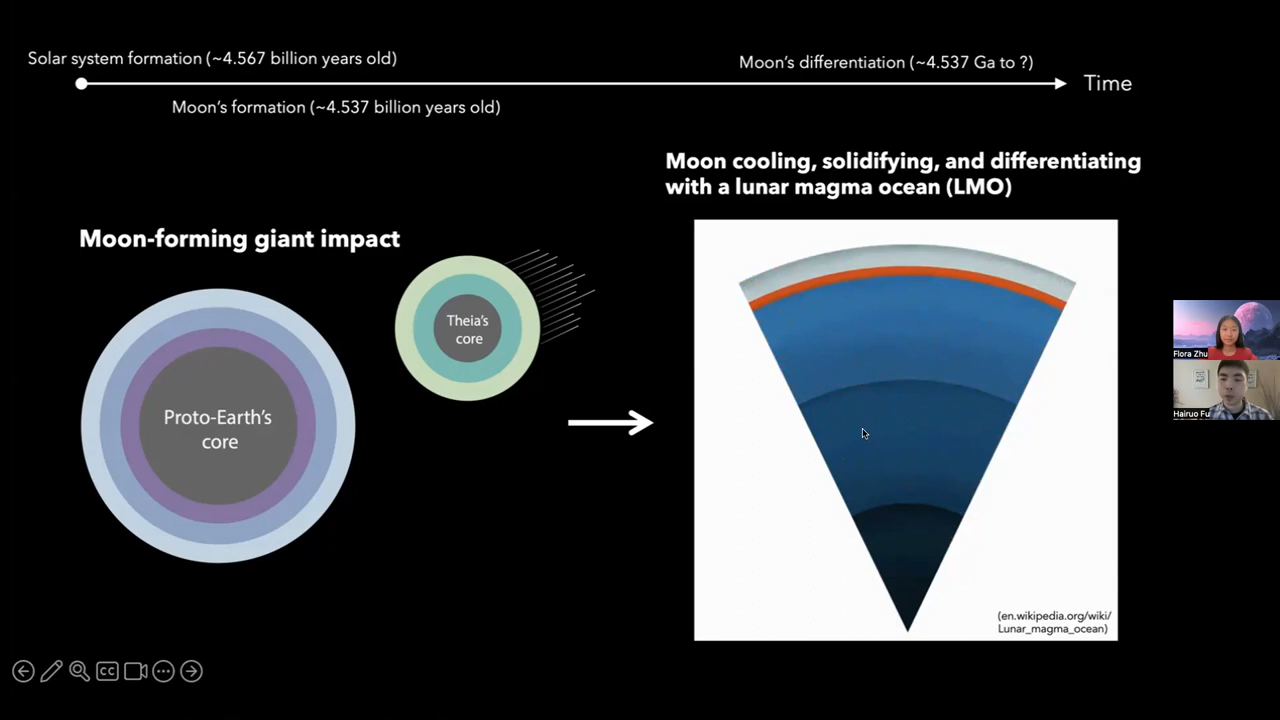 Solar system formation (~4.567 billion years old)
Moon's differentiation (~4.537 Ga to ?)
Time
Moon's formation (~4.537 billion years old)
Moon cooling, solidifying, and differentiating
with a lunar magma ocean (LMO)
Moon-forming giant impact
Theia's
core
Proto-Earth's
core
(en.wikipedia.org/wiki/
Lunar_magma_ocean)
Flora Zhu
Hairuo Fu
CC